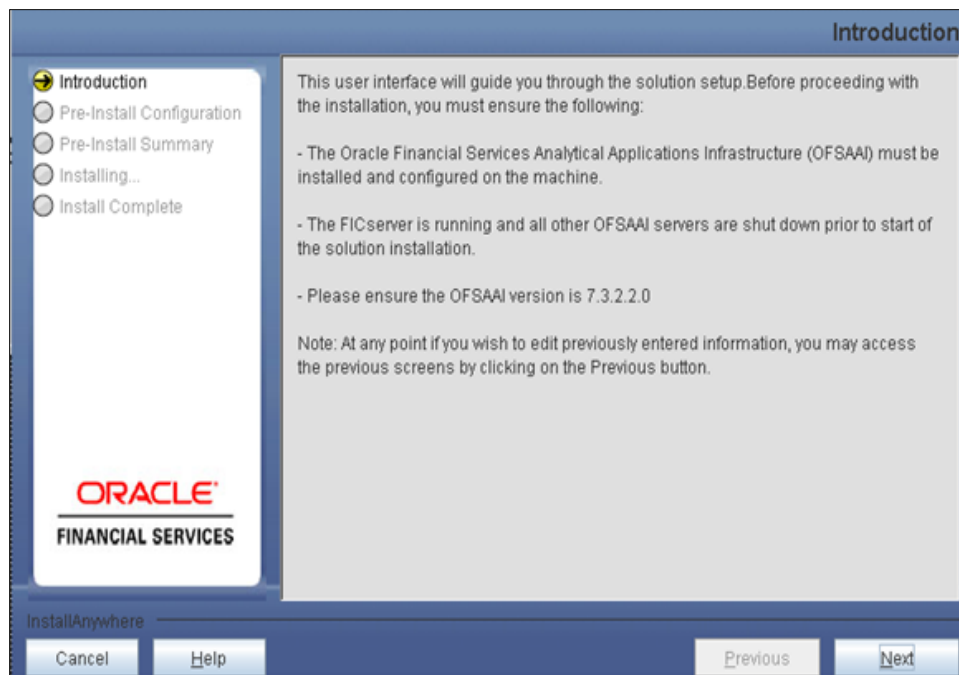 Introduction
Introduction
Pre-Install Configuration
Pre-Install Summary
Installing...
Install Complete
This user interface will guide you through the solution setup.Before proceeding with
the installation, you must ensure the following:
- The Oracle Financial Services Analytical Applications Infrastructure (OFSAAI) must be
installed and configured on the machine.
- The FICserver is running and all other OFSAAI servers are shut down prior to start of
the solution installation.
- Please ensure the OFSAAI version is 7.3.2.2.0
Note: At any point if you wish to edit previously entered information, you may access
the previous screens by clicking on the Previous button.
ORACLE
FINANCIAL SERVICES
InstallAnywhere
Cancel
Help
Previous
Next